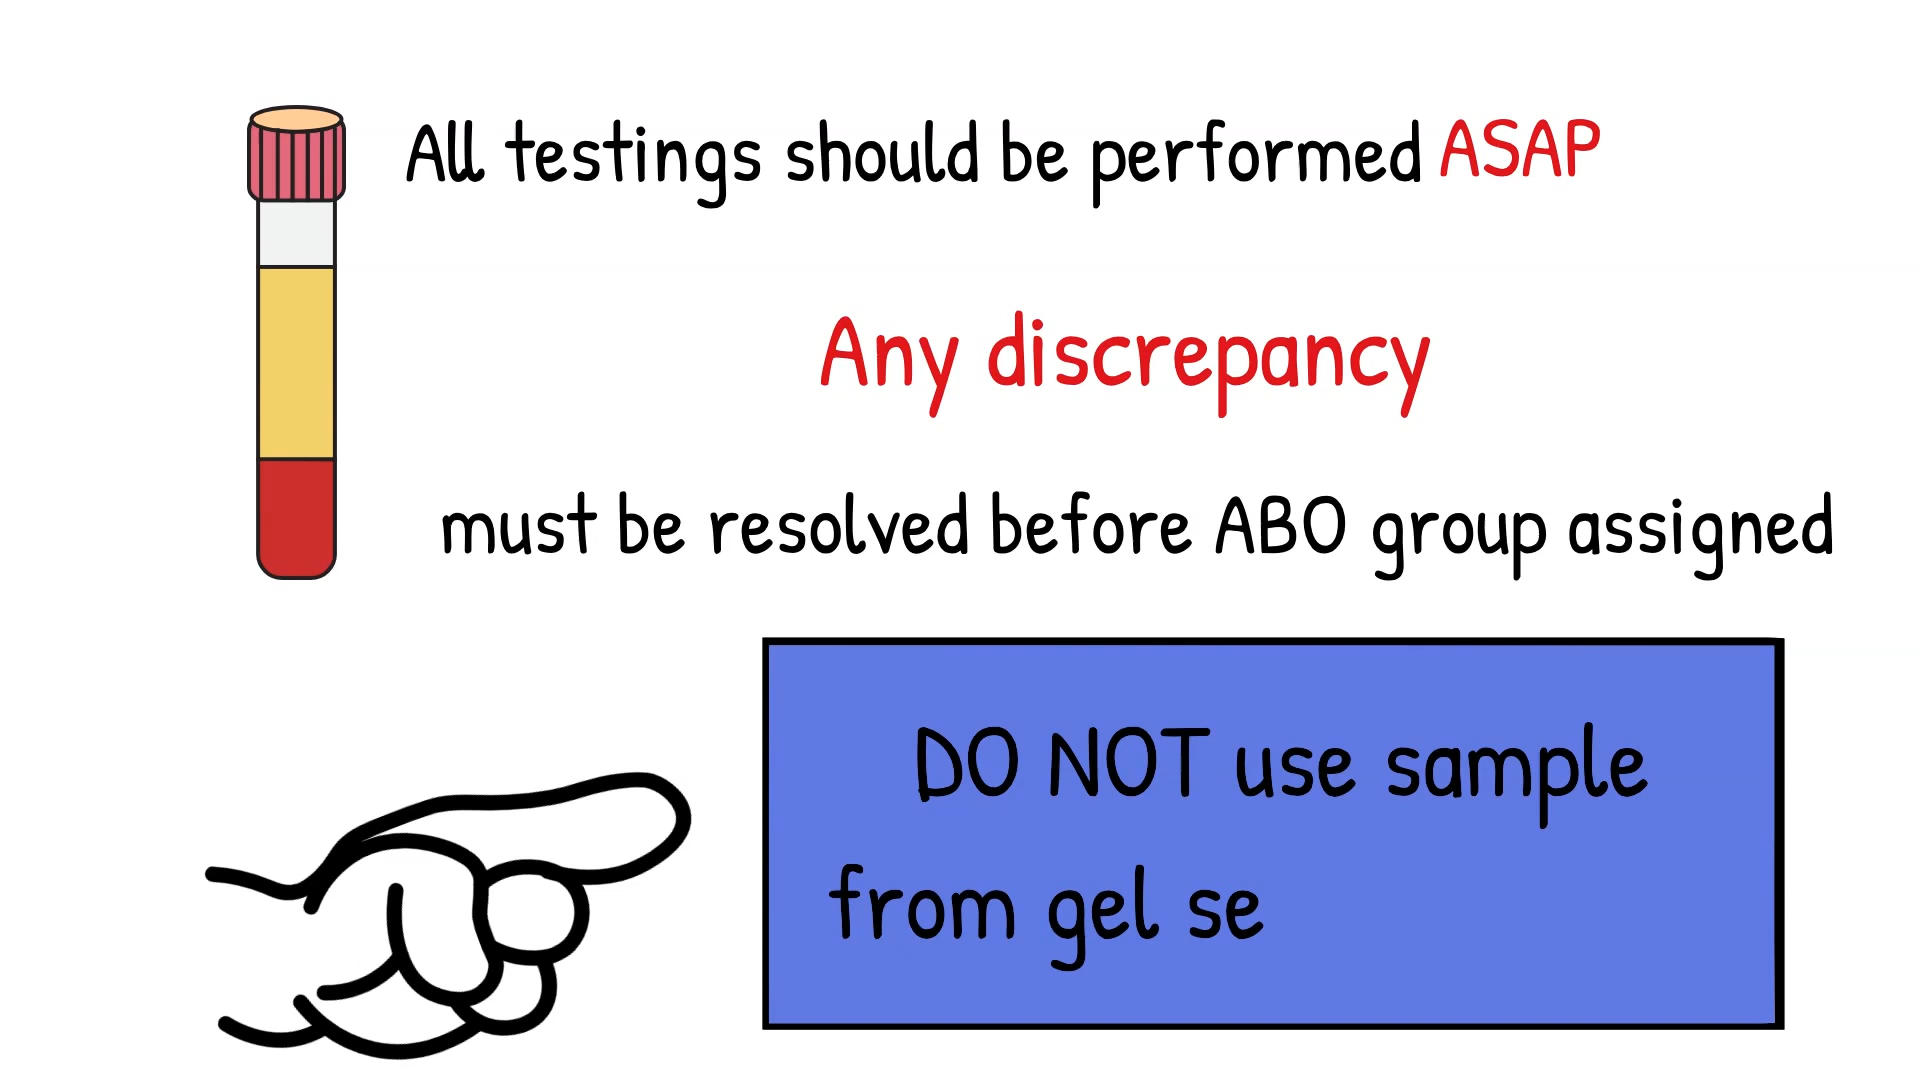 All testings should be performed ASAP
Any discrepancy
must be resolved before ABO group assigned
DO NOT use sample
from gel se